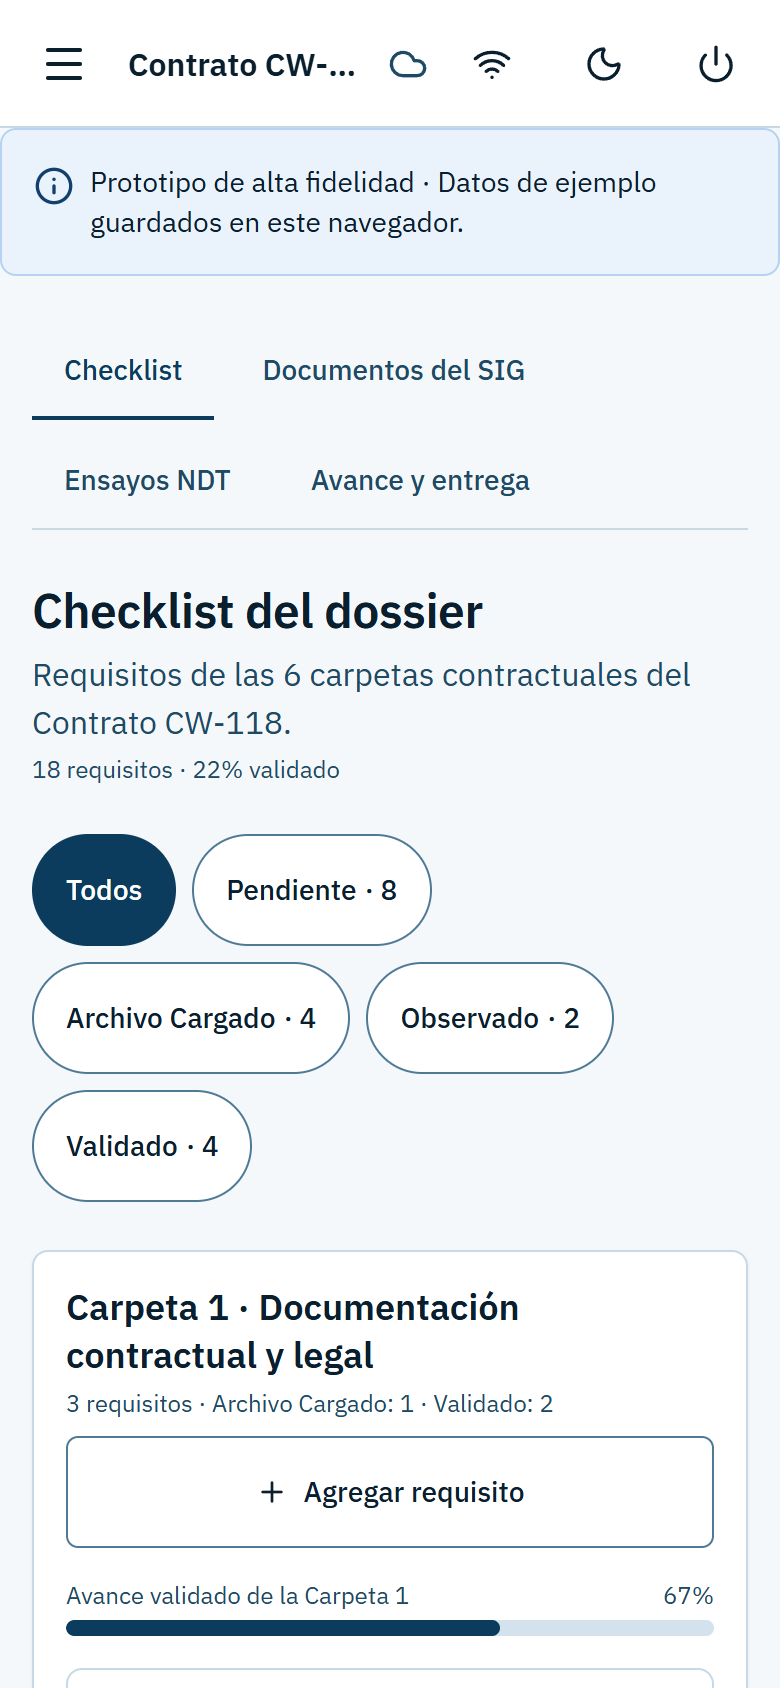 Contrato CW-...
Prototipo de alta fidelidad · Datos de ejemplo
guardados en este navegador.
Checklist
Documentos del SIG
Ensayos NDT
Avance y entrega
Checklist del dossier
Requisitos de las 6 carpetas contractuales del
Contrato CW-118.
18 requisitos · 22% validado
Todos
Pendiente · 8
Archivo Cargado · 4
Observado · 2
Validado · 4
Carpeta 1 · Documentación
contractual y legal
3 requisitos · Archivo Cargado: 1 · Validado: 2
Agregar requisito
Avance validado de la Carpeta 1
67%